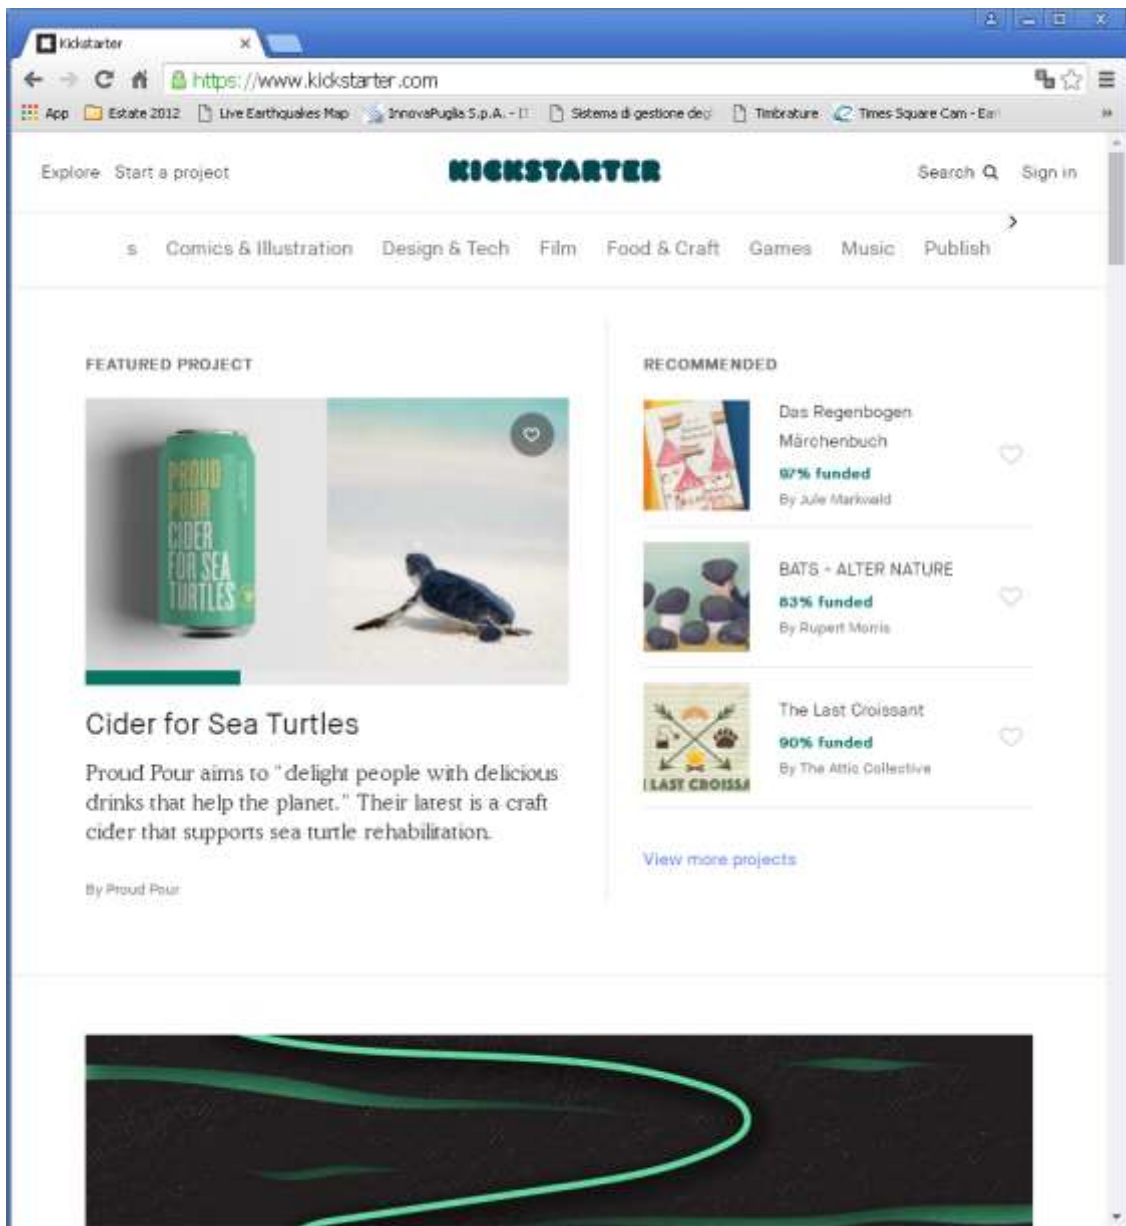 Kickstarter
https://www.kickstarter.com
App Estate 2012 Live Earthquakes Map InnovaPuglia S.p.A. - Sistema di gestione deg Timbrature Times Square Cam - Ear
Explore Start a project KICKSTARTER Search Sign in
s Comics & Illustration Design & Tech Film Food & Craft Games Music Publish
FEATURED PROJECT
PROUD
POUR
CIDER
FOR SEA
TURTLES
Cider for Sea Turtles
Proud Pour aims to "delight people with delicious
drinks that help the planet." Their latest is a craft
cider that supports sea turtle rehabilitation.
By Proud Pour
RECOMMENDED
Das Regenbogen
Märchenbuch
97% funded
By Jule Markwald
BATS - ALTER NATURE
83% funded
By Rupert Morris
LAST CROISSA
The Last Croissant
90% funded
By The Attic Collective
View more projects